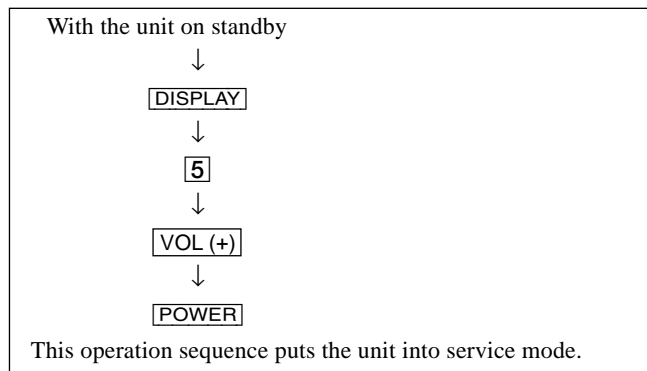 With the unit on standby
↓
DISPLAY
↓
5
↓
VOL (+)
↓
POWER
This operation sequence puts the unit into service mode.